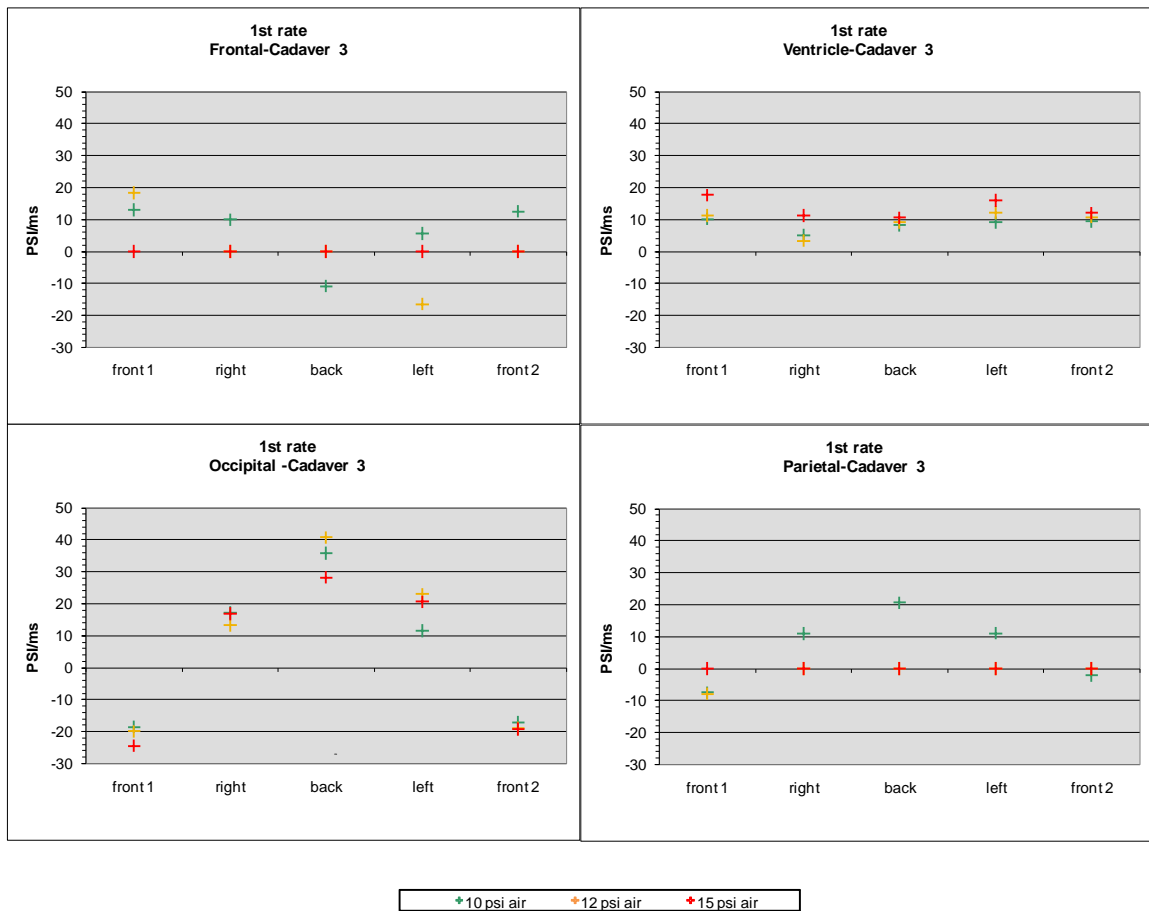 1st rate
Frontal-Cadaver 3
PSI/ms
50
40
30
20
10
0
-10
-20
-30
front 1 right back left front 2
1st rate
Ventricle-Cadaver 3
PSI/ms
50
40
30
20
10
0
-10
-20
-30
front 1 right back left front 2
1st rate
Occipital -Cadaver 3
PSI/ms
50
40
30
20
10
0
-10
-20
-30
front 1 right back left front 2
1st rate
Parietal-Cadaver 3
PSI/ms
50
40
30
20
10
0
-10
-20
-30
front 1 right back left front 2
10 psi air 12 psi air 15 psi air